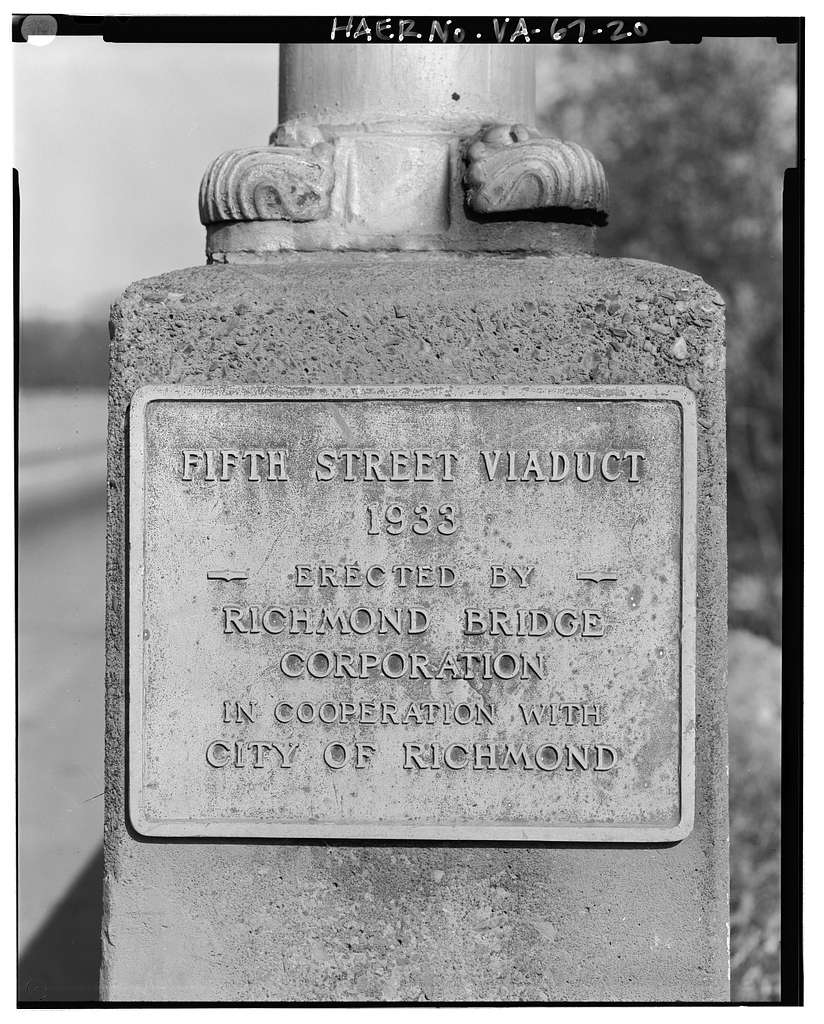 HAER NO. VA-67-20
FIFTH STREET VIADUCT
1933
ERECTED BY
RICHMOND BRIDGE
CORPORATION
IN COOPERATION WITH
CITY OF RICHMOND